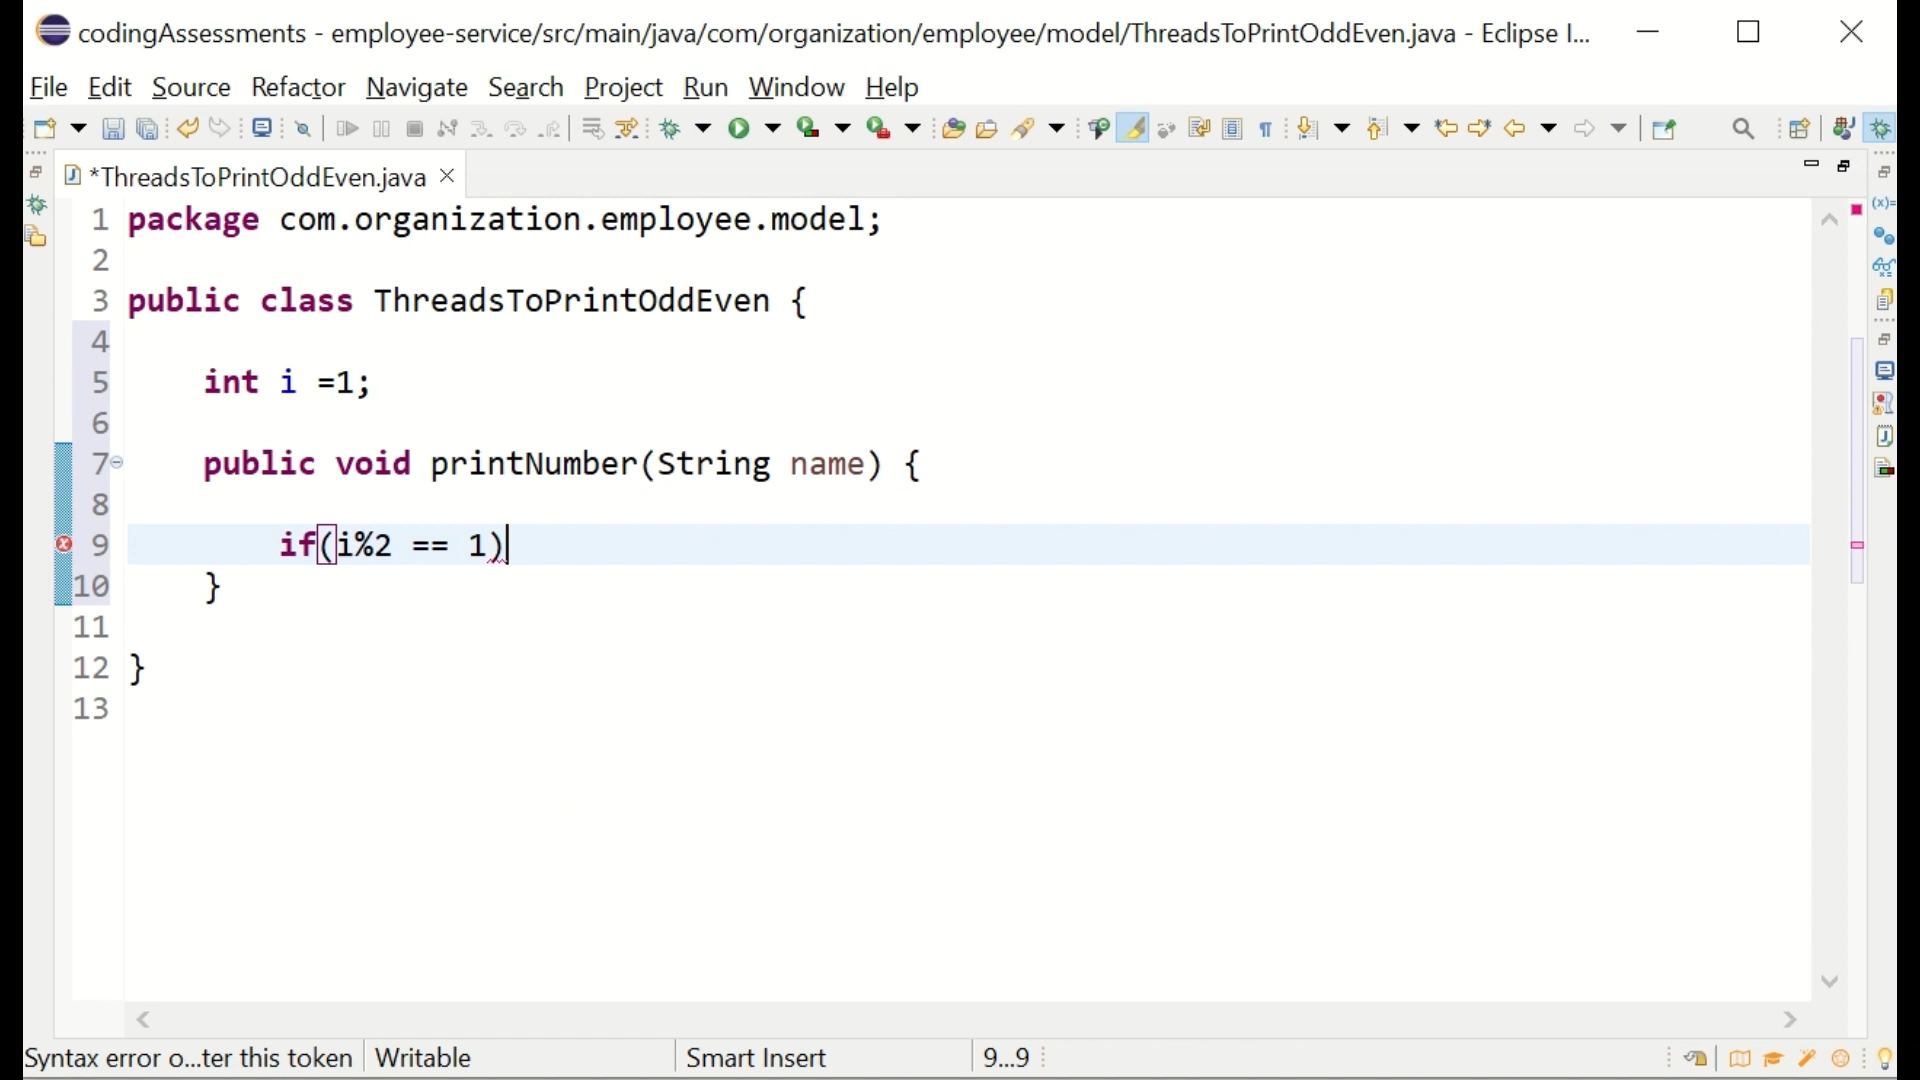 codingAssessments - employee-service/src/main/java/com/organization/employee/model/ThreadsToPrintOddEven.java - Eclipse I...
File Edit Source Refactor Navigate Search Project Run Window Help
*ThreadsToPrintOddEven.java
1 package com.organization.employee.model;
2
3 public class ThreadsToPrintOddEven {
4
5 int i =1;
6
7 public void printNumber(String name) {
8
9 if(i%2 == 1)
10 }
11
12 }
13
Syntax error o...ter this token Writable Smart Insert 9...9